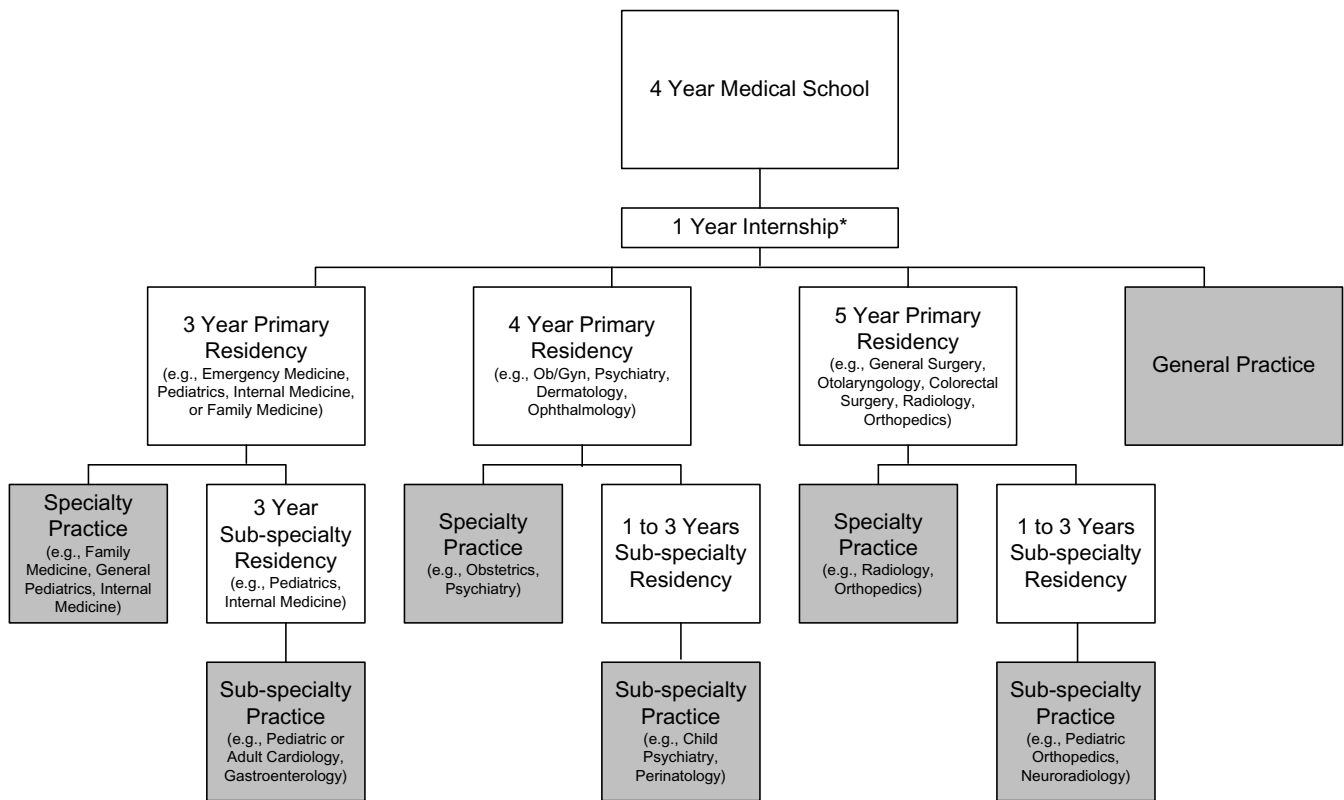 4 Year Medical School
1 Year Internship*
3 Year Primary
Residency
(e.g., Emergency Medicine,
Pediatrics, Internal Medicine,
or Family Medicine)
4 Year Primary
Residency
(e.g., Ob/Gyn, Psychiatry,
Dermatology,
Ophthalmology)
5 Year Primary
Residency
(e.g., General Surgery,
Otolaryngology, Colorectal
Surgery, Radiology,
Orthopedics)
General Practice
Specialty
Practice
(e.g., Family
Medicine, General
Pediatrics, Internal
Medicine)
3 Year
Sub-specialty
Residency
(e.g., Pediatrics,
Internal Medicine)
Specialty
Practice
(e.g., Obstetrics,
Psychiatry)
1 to 3 Years
Sub-specialty
Residency
Specialty
Practice
(e.g., Radiology,
Orthopedics)
1 to 3 Years
Sub-specialty
Residency
Sub-specialty
Practice
(e.g., Pediatric or
Adult Cardiology,
Gastroenterology)
Sub-specialty
Practice
(e.g., Child
Psychiatry,
Perinatology)
Sub-specialty
Practice
(e.g., Pediatric
Orthopedics,
Neuroradiology)